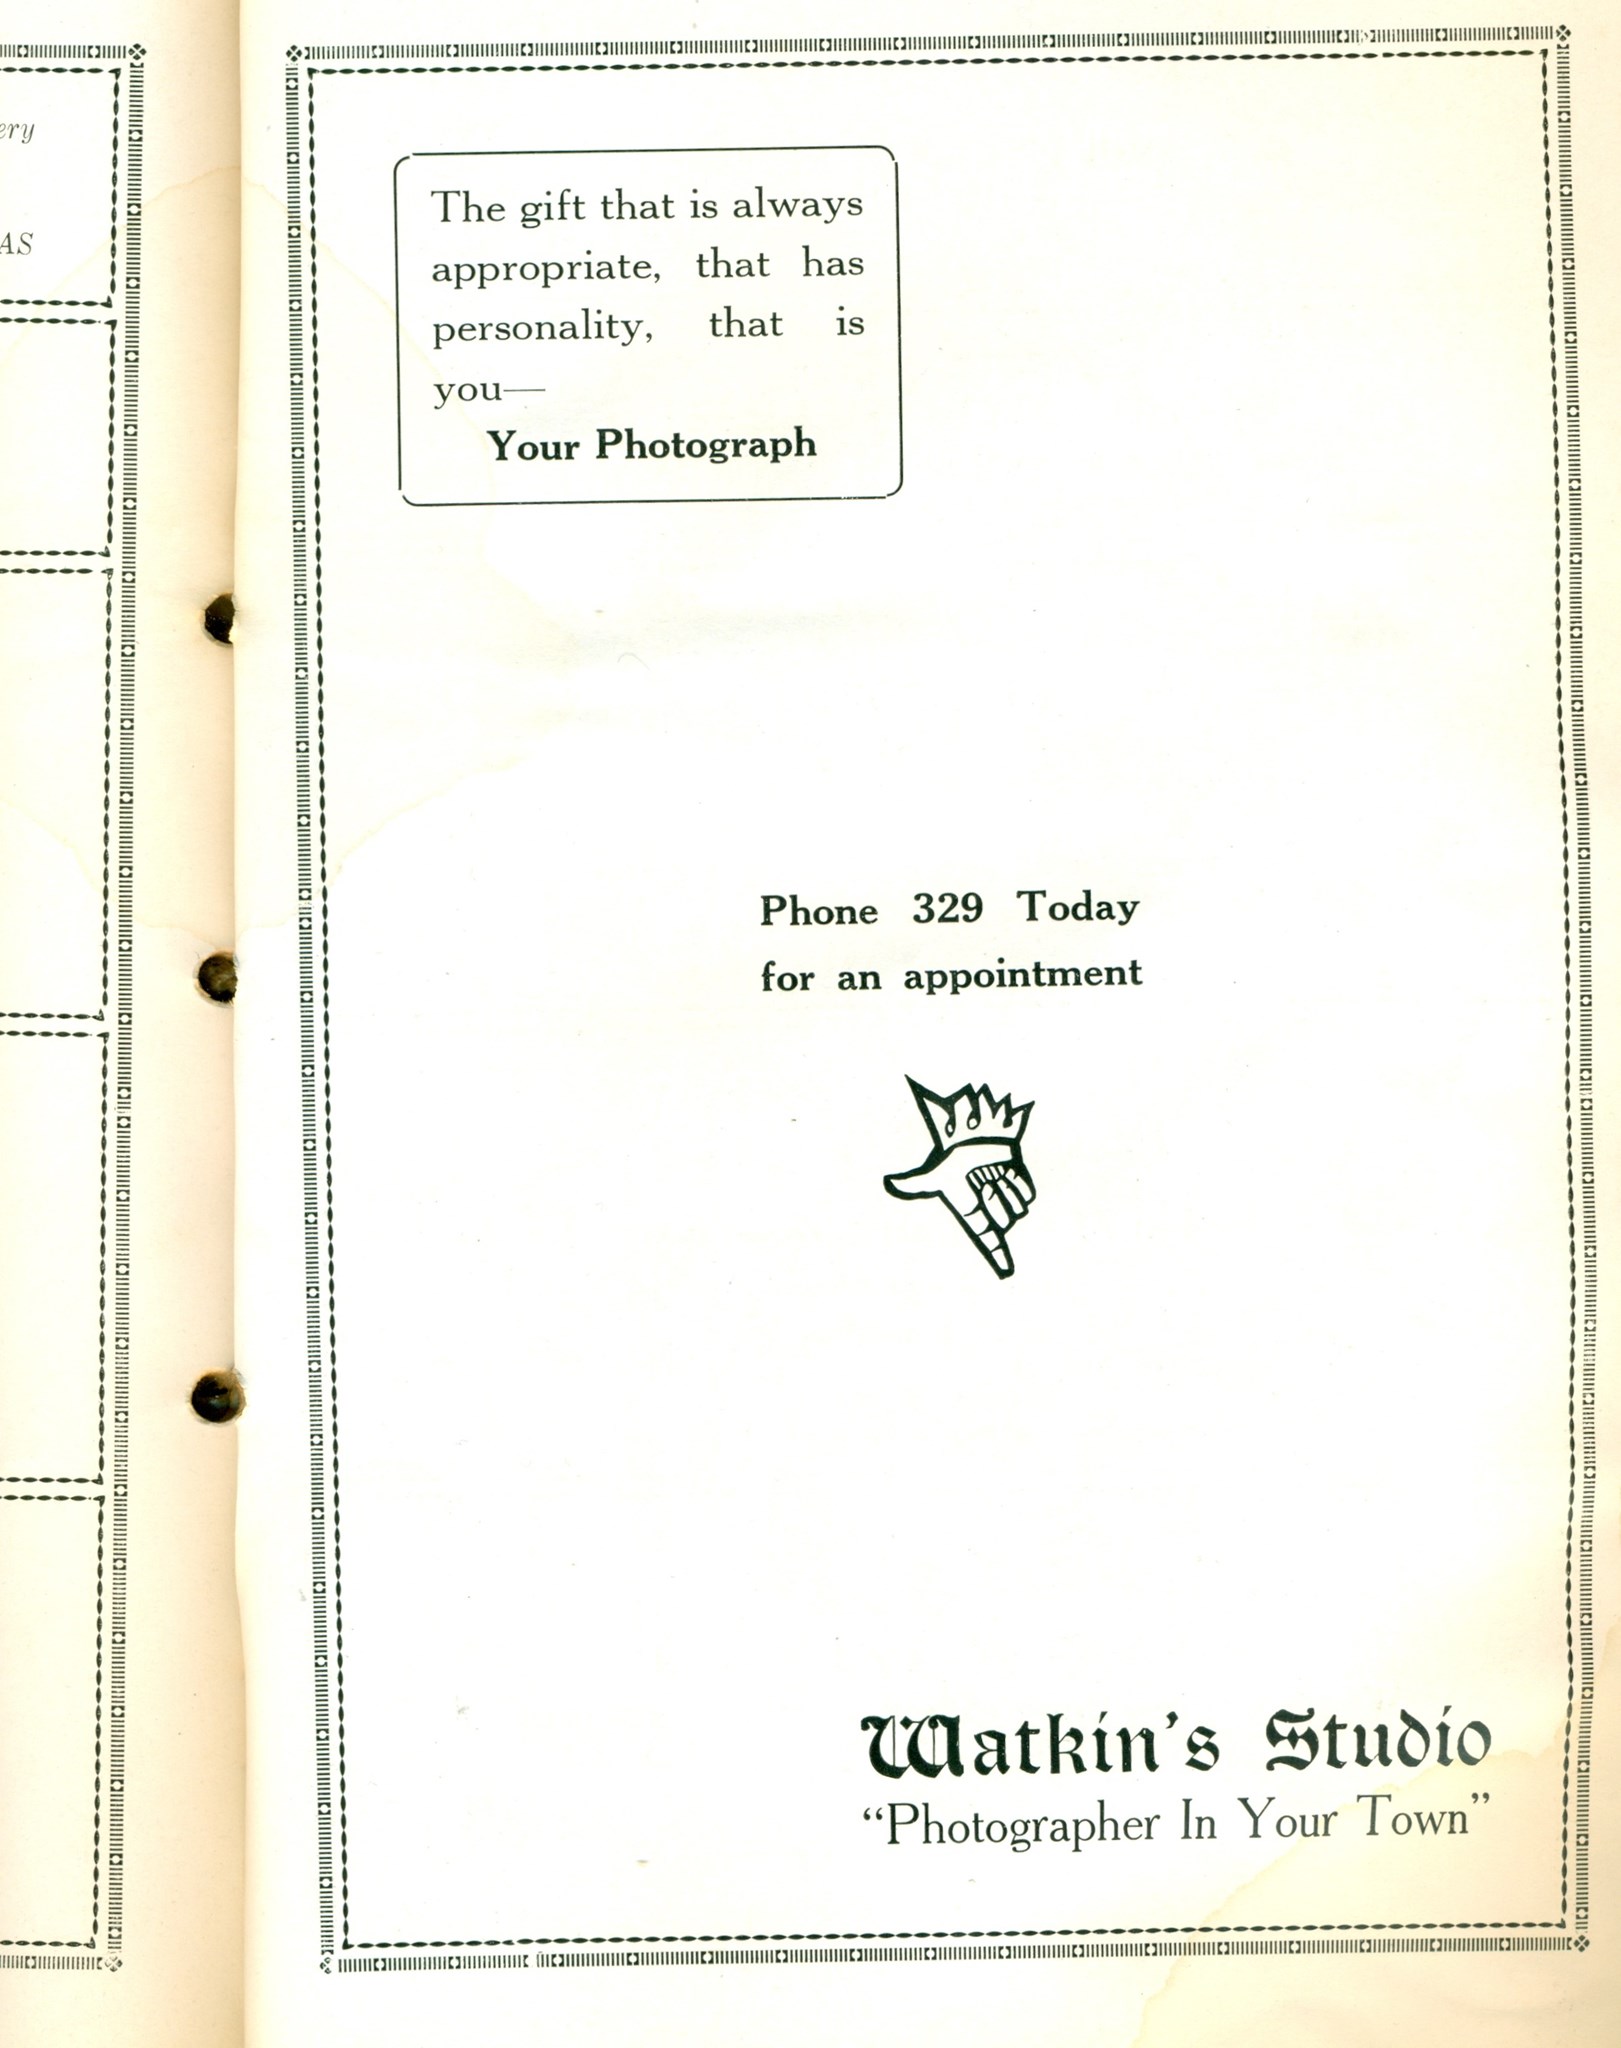 ery
AS
The gift that is always
appropriate, that has
personality, that is
you—
Your Photograph
Phone 329 Today
for an appointment
Watkin's Studio
“Photographer In Your Town”